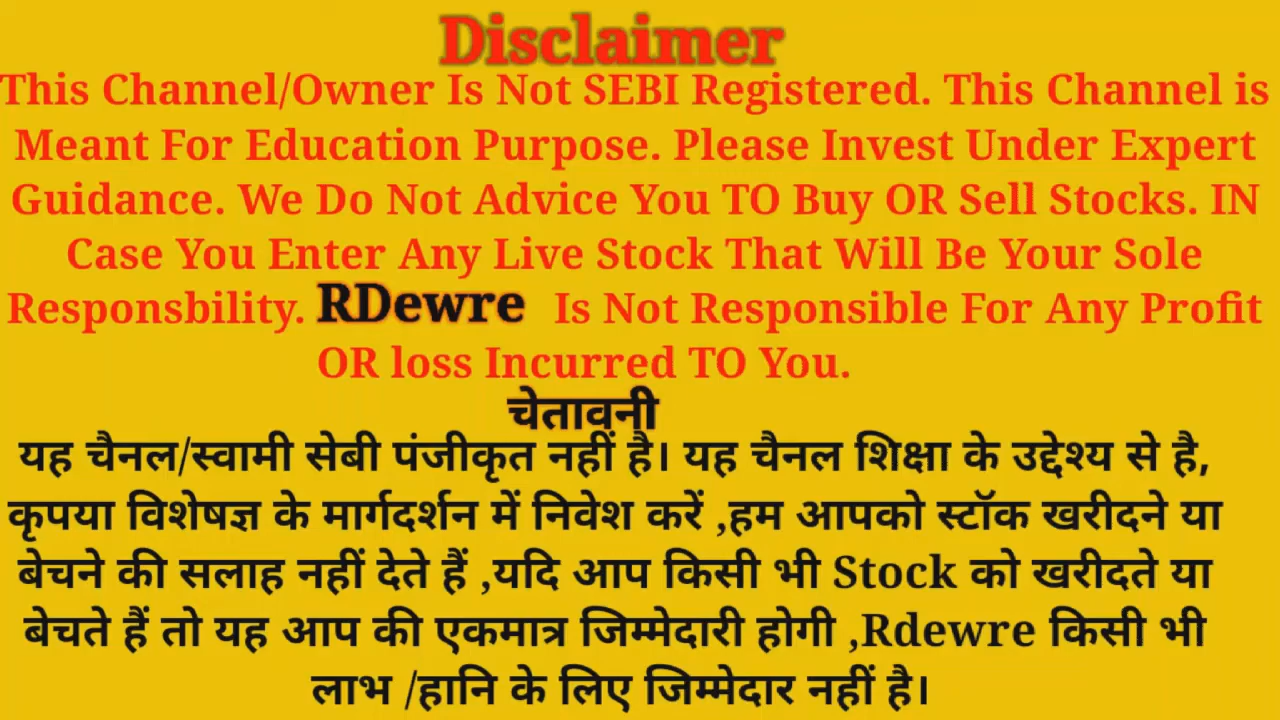 Disclaimer
This Channel/Owner Is Not SEBI Registered. This Channel is
Meant For Education Purpose. Please Invest Under Expert
Guidance. We Do Not Advice You TO Buy OR Sell Stocks. IN
Case You Enter Any Live Stock That Will Be Your Sole
Responsbility. RDewre Is Not Responsible For Any Profit
OR loss Incurred TO You.
चेतावनी
यह चैनल/स्वामी सेबी पंजीकृत नहीं है। यह चैनल शिक्षा के उद्देश्य से है,
कृपया विशेषज्ञ के मार्गदर्शन में निवेश करें ,हम आपको स्टॉक खरीदने या
बेचने की सलाह नहीं देते हैं ,यदि आप किसी भी Stock को खरीदते या
बेचते हैं तो यह आप की एकमात्र जिम्मेदारी होगी ,Rdewre किसी भी
लाभ /हानि के लिए जिम्मेदार नहीं है।